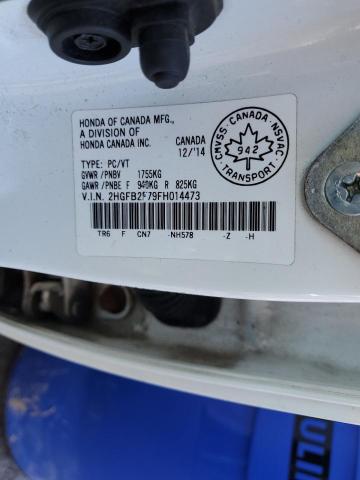 HONDA OF CANADA MFG.,
A DIVISION OF
HONDA CANADA INC.
CANADA
12/'14
TYPE: PC/VT
GVWR /PNBV 1755KG
GAWR /PNBE F 940KG R 825KG
V.I.N. 2HGFB2F79FH014473
TR6 F CN7 -NH578 -Z -H
CMVSS - CANADA - NSVAC
942
TRANSPORT